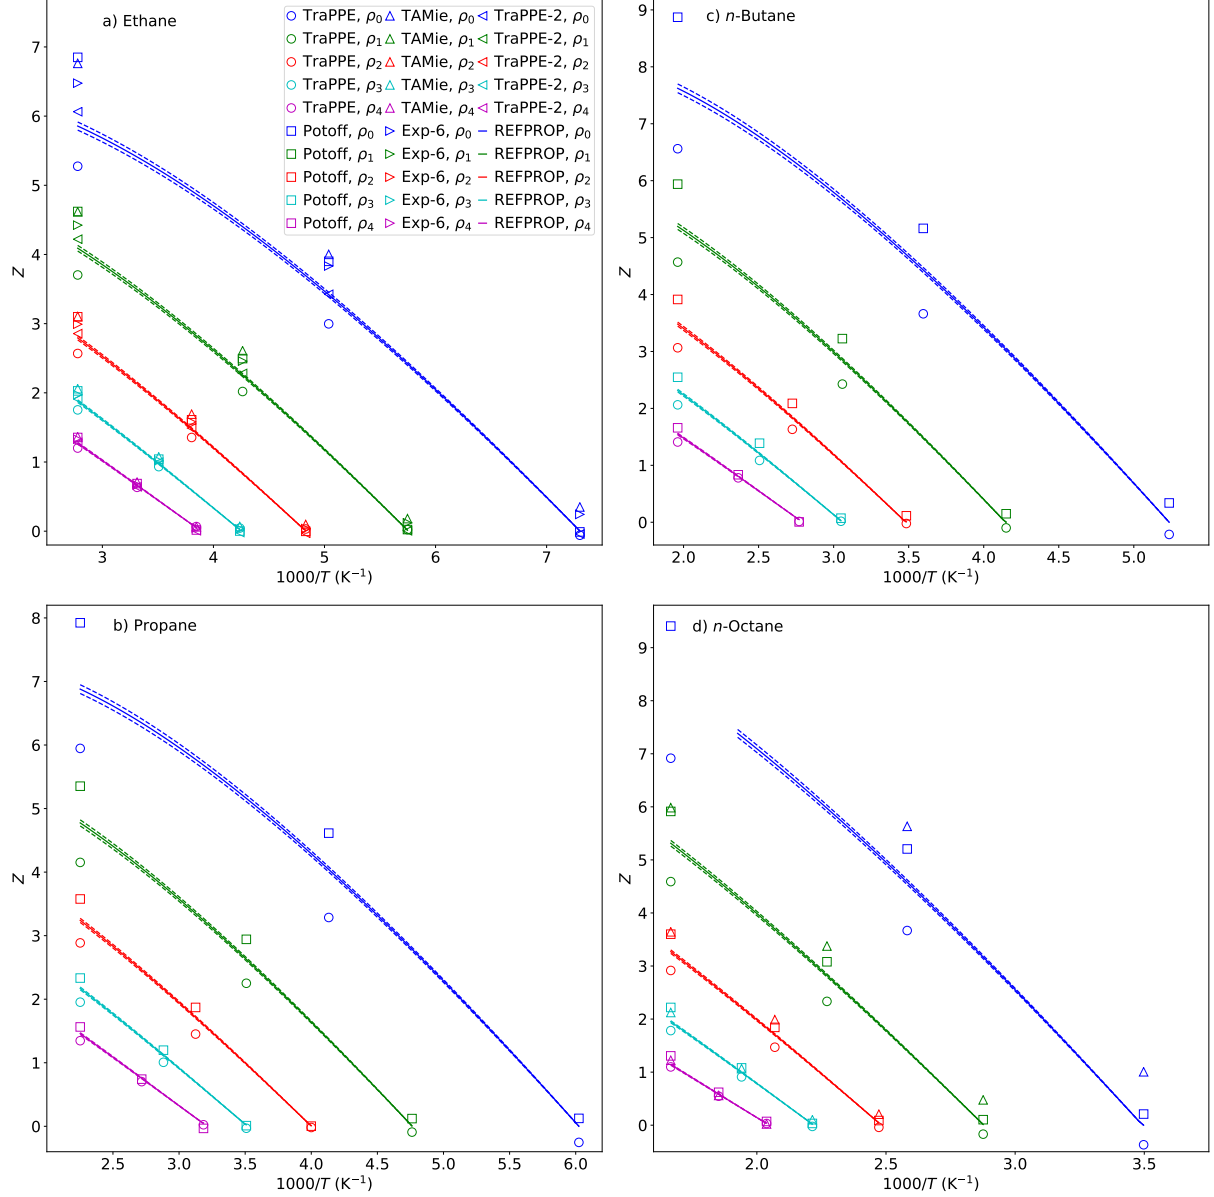 a) Ethane
TraPPE, ρ₀ TAMie, ρ₀ TraPPE-2, ρ₀
TraPPE, ρ₁ TAMie, ρ₁ TraPPE-2, ρ₁
TraPPE, ρ₂ TAMie, ρ₂ TraPPE-2, ρ₂
TraPPE, ρ₃ TAMie, ρ₃ TraPPE-2, ρ₃
TraPPE, ρ₄ TAMie, ρ₄ TraPPE-2, ρ₄
Potoff, ρ₀ Exp-6, ρ₀ REFPROP, ρ₀
Potoff, ρ₁ Exp-6, ρ₁ REFPROP, ρ₁
Potoff, ρ₂ Exp-6, ρ₂ REFPROP, ρ₂
Potoff, ρ₃ Exp-6, ρ₃ REFPROP, ρ₃
Potoff, ρ₄ Exp-6, ρ₄ REFPROP, ρ₄
7
6
5
4
3
2
1
0
Z
3 4 5 6 7
1000/T (K⁻¹)
c) n-Butane
9
8
7
6
5
4
3
2
1
0
Z
2.0 2.5 3.0 3.5 4.0 4.5 5.0
1000/T (K⁻¹)
b) Propane
8
7
6
5
4
3
2
1
0
Z
2.5 3.0 3.5 4.0 4.5 5.0 5.5 6.0
1000/T (K⁻¹)
d) n-Octane
9
8
7
6
5
4
3
2
1
0
Z
2.0 2.5 3.0 3.5
1000/T (K⁻¹)